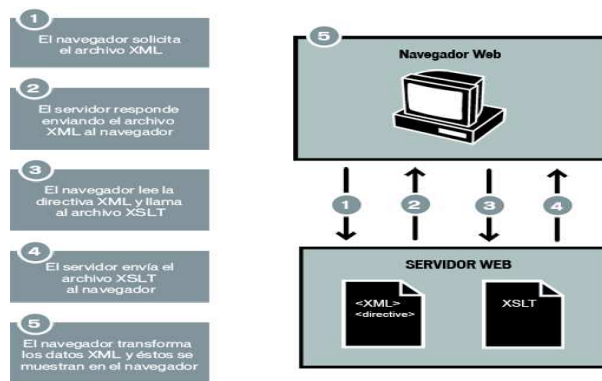 1
El navegador solicita
el archivo XML
2
El servidor responde
enviando el archivo
XML al navegador
3
El navegador lee la
directiva XML y llama
al archivo XSLT
4
El servidor envía el
archivo XSLT
al navegador
5
El navegador transforma
los datos XML y éstos se
muestran en el navegador
5
Navegador Web
1 2 3 4
SERVIDOR WEB
<XML>
<directive>
XSLT